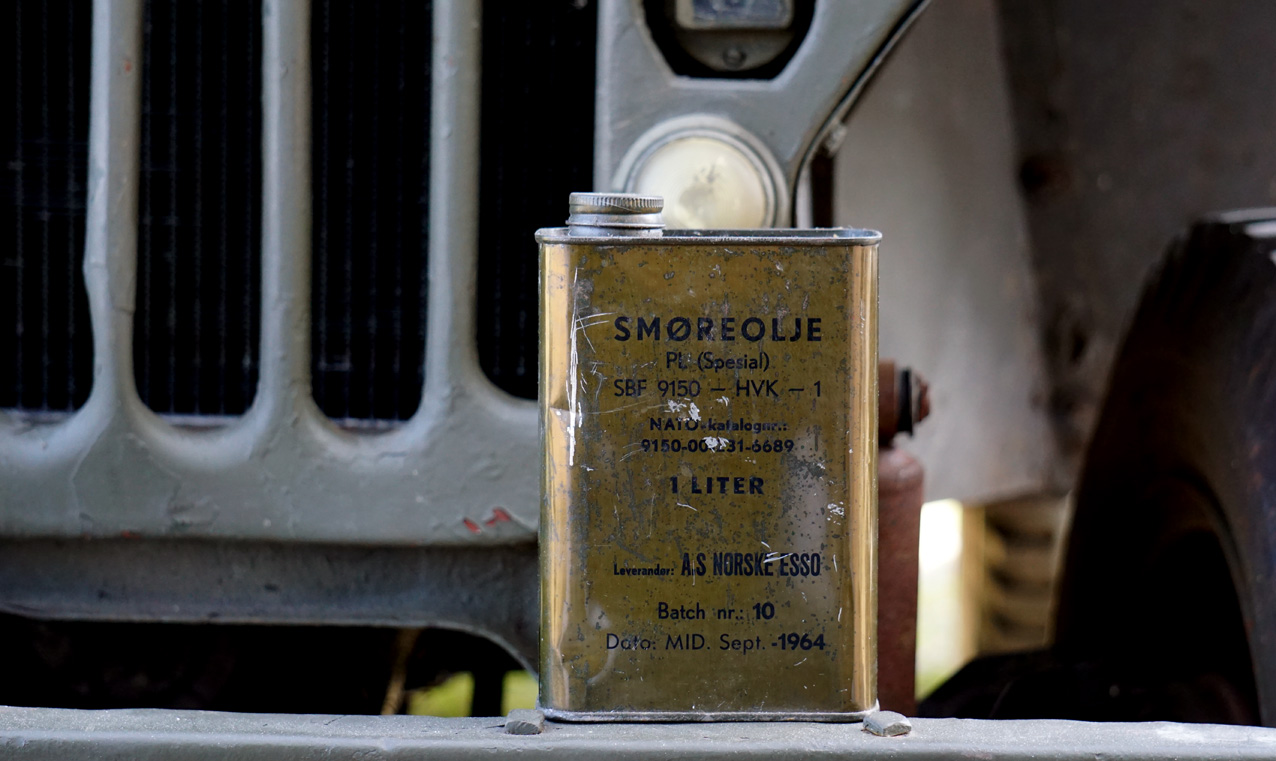 SMØREOLJE
PL (Spesial)
SBF 9150 — HVK — 1
NATO-katalognr.:
1 LITER
Leverandør: A.S NORSKE ESSO
Batch nr.: 10
Dato: MID. Sept. -1964